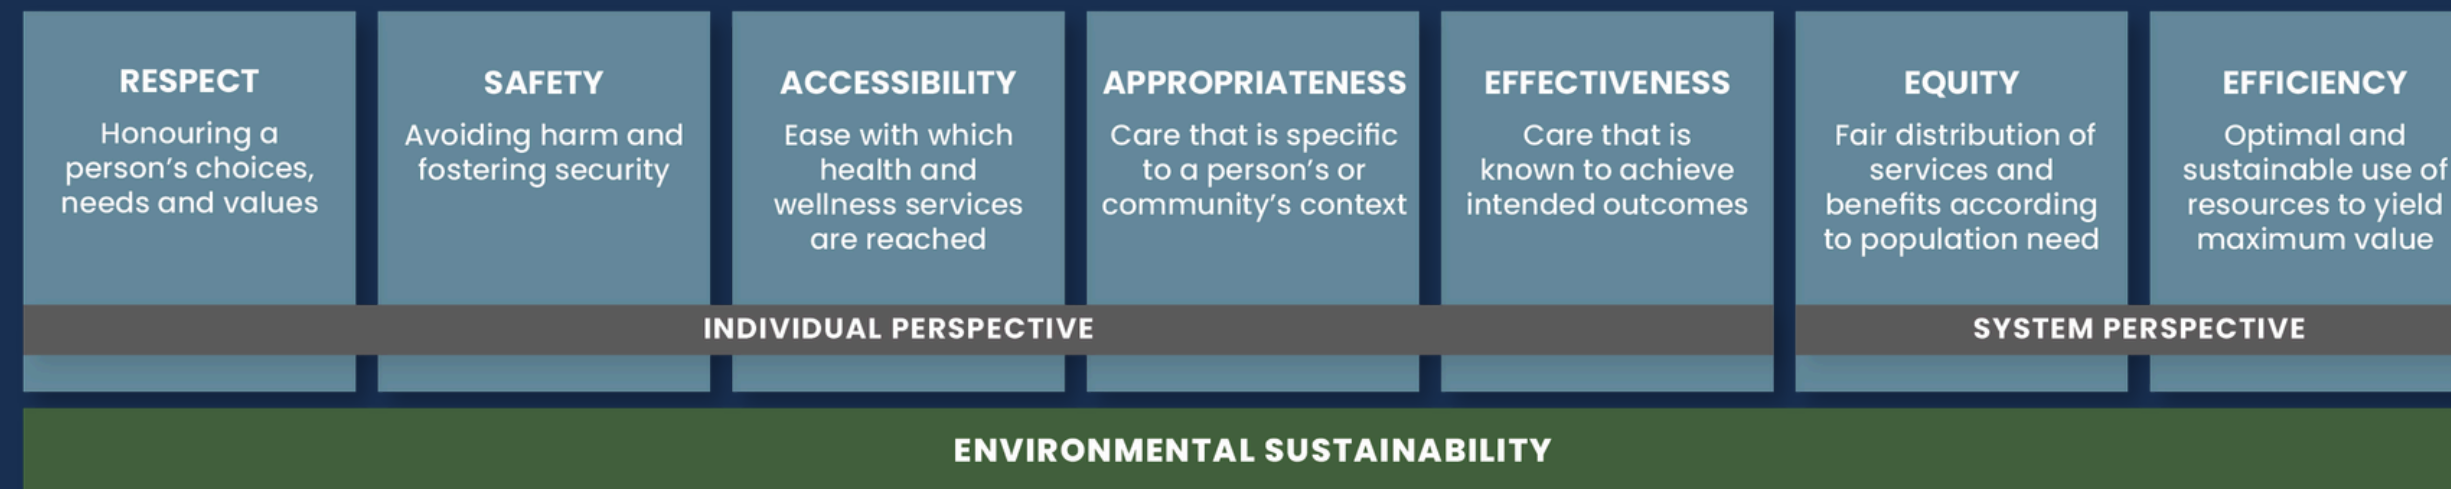 RESPECT
Honouring a
person's choices,
needs and values
SAFETY
Avoiding harm and
fostering security
ACCESSIBILITY
Ease with which
health and
wellness services
are reached
APPROPRIATENESS
Care that is specific
to a person's or
community's context
EFFECTIVENESS
Care that is
known to achieve
intended outcomes
EQUITY
Fair distribution of
services and
benefits according
to population need
EFFICIENCY
Optimal and
sustainable use of
resources to yield
maximum value
INDIVIDUAL PERSPECTIVE
SYSTEM PERSPECTIVE
ENVIRONMENTAL SUSTAINABILITY